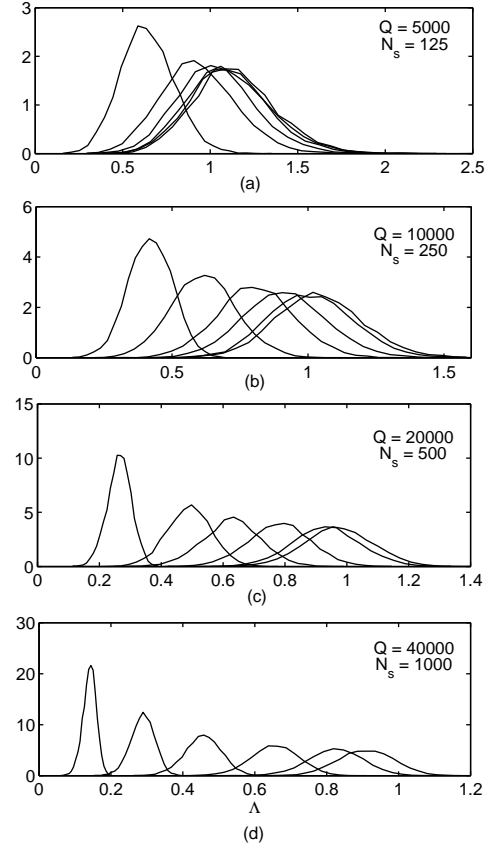 3
2
1
0
Q = 5000
N_s = 125
0 0.5 1 1.5 2 2.5
(a)
6
4
2
0
Q = 10000
N_s = 250
0 0.5 1 1.5
(b)
15
10
5
0
Q = 20000
N_s = 500
0 0.2 0.4 0.6 0.8 1 1.2 1.4
(c)
30
20
10
0
Q = 40000
N_s = 1000
0 0.2 0.4 0.6 0.8 1 1.2
Λ
(d)